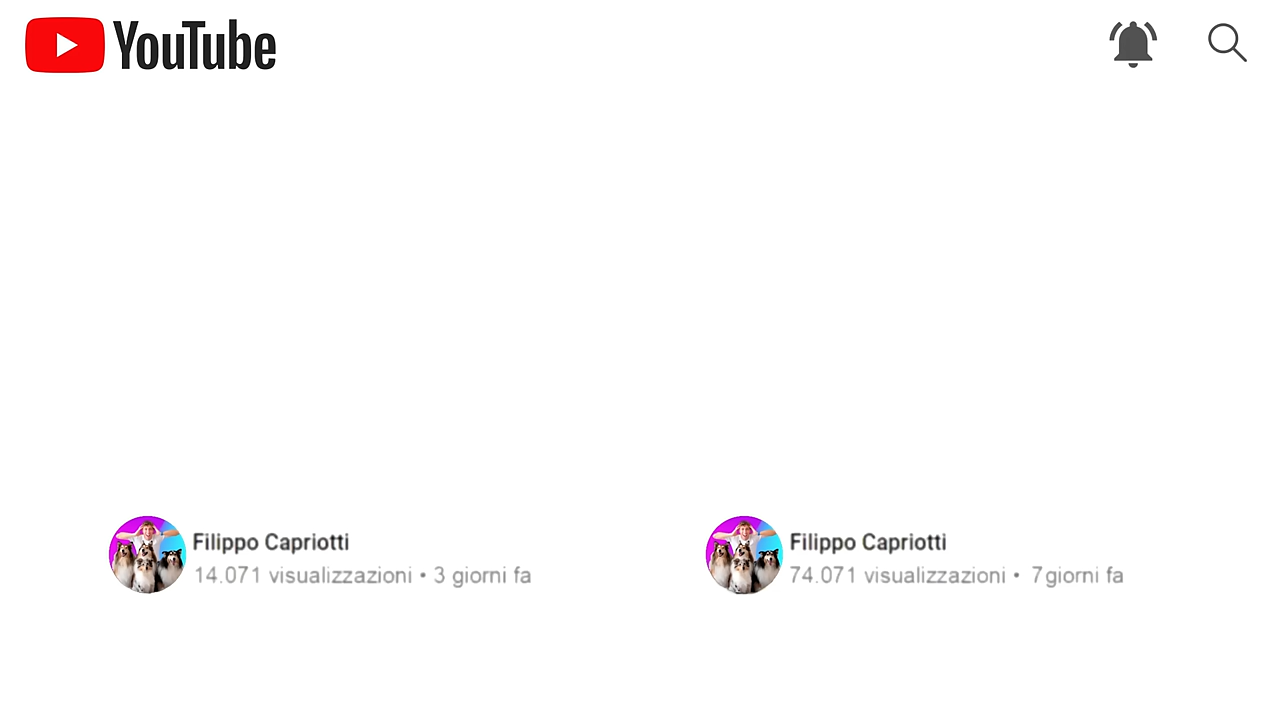 YouTube
Filippo Capriotti
14.071 visualizzazioni • 3 giorni fa
Filippo Capriotti
74.071 visualizzazioni • 7giorni fa